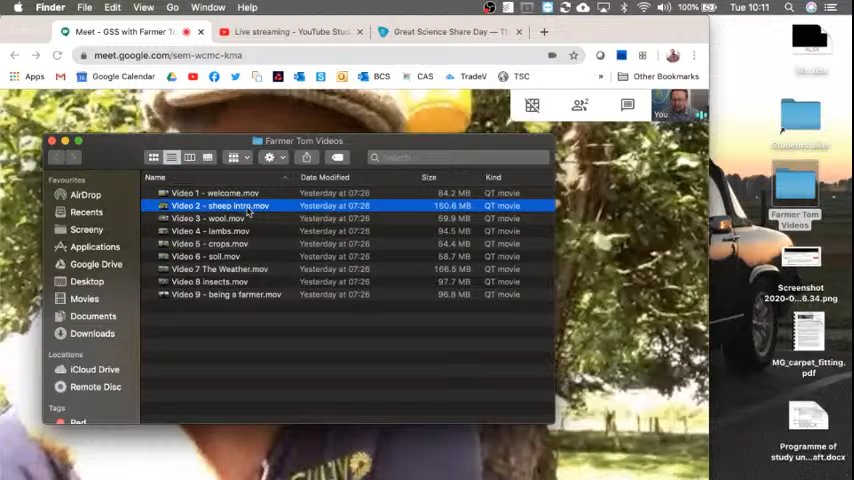 Finder File Edit View Go Window Help 100% Tue 10:11
Meet - GSS with Farmer T Live streaming - YouTube Stud Great Science Share Day — Th
meet.google.com/sem-wcmc-kma
Apps Google Calendar BCS CAS TradeV TSC » Other Bookmarks
2 You
Farmer Tom Videos
Search
Favourites Name Date Modified Size Kind
AirDrop Video 1 - welcome.mov Yesterday at 07:26 84.2 MB QT movie
Recents Video 2 - sheep intro.mov Yesterday at 07:26 150.6 MB QT movie
Screeny Video 3 - wool.mov Yesterday at 07:26 59.9 MB QT movie
Applications Video 4 - lambs.mov Yesterday at 07:26 94.5 MB QT movie
Google Drive Video 5 - crops.mov Yesterday at 07:26 MB QT movie
Desktop Video 6 - soil.mov Yesterday at 07:26 MB QT movie
Movies Video 7 The Weather.mov Yesterday at 07:26 166.5 MB QT movie
Documents Video 8 insects.mov Yesterday at 07:26 97.7 MB QT movie
Downloads Video 9 - being a farmer.mov Yesterday at 07:26 96.8 MB QT movie
Locations
iCloud Drive
Remote Disc
Tags
Red
XLSX
Farmer Tom
Videos
Screenshot
2020-0...6.34.png
MG_carpet_fitting.
pdf
Programme of
study un...aft.docx